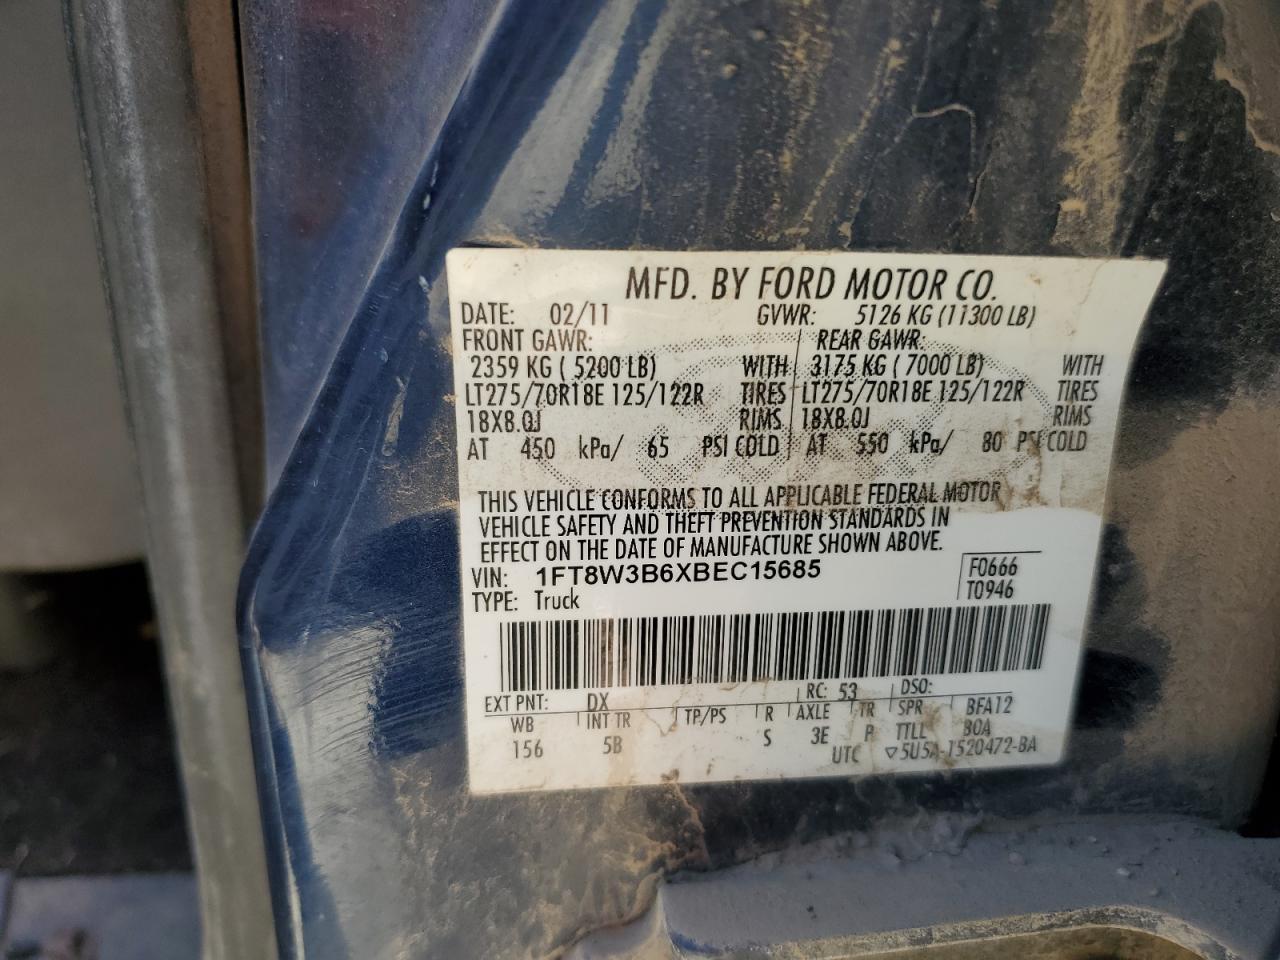 MFD. BY FORD MOTOR CO.
DATE: 02/11 GVWR: 5126 KG (11300 LB)
FRONT GAWR: REAR GAWR:
2359 KG ( 5200 LB) WITH 3175 KG ( 7000 LB) WITH
LT275/70R18E 125/122R TIRES LT275/70R18E 125/122R TIRES
18X8.0J RIMS 18X8.0J RIMS
AT 450 kPa/ 65 PSI COLD AT 550 kPa/ 80 PSI COLD
THIS VEHICLE CONFORMS TO ALL APPLICABLE FEDERAL MOTOR
VEHICLE SAFETY AND THEFT PREVENTION STANDARDS IN
EFFECT ON THE DATE OF MANUFACTURE SHOWN ABOVE.
VIN: 1FT8W3B6XBEC15685 F0666
TYPE: Truck T0946
EXT PNT: DX RC: 53 DSO:
WB INT TR TP/PS R AXLE TR SPR BFA12
156 5B S 3E P TTLL BOA
UTC ▽5U5A-1520472-BA